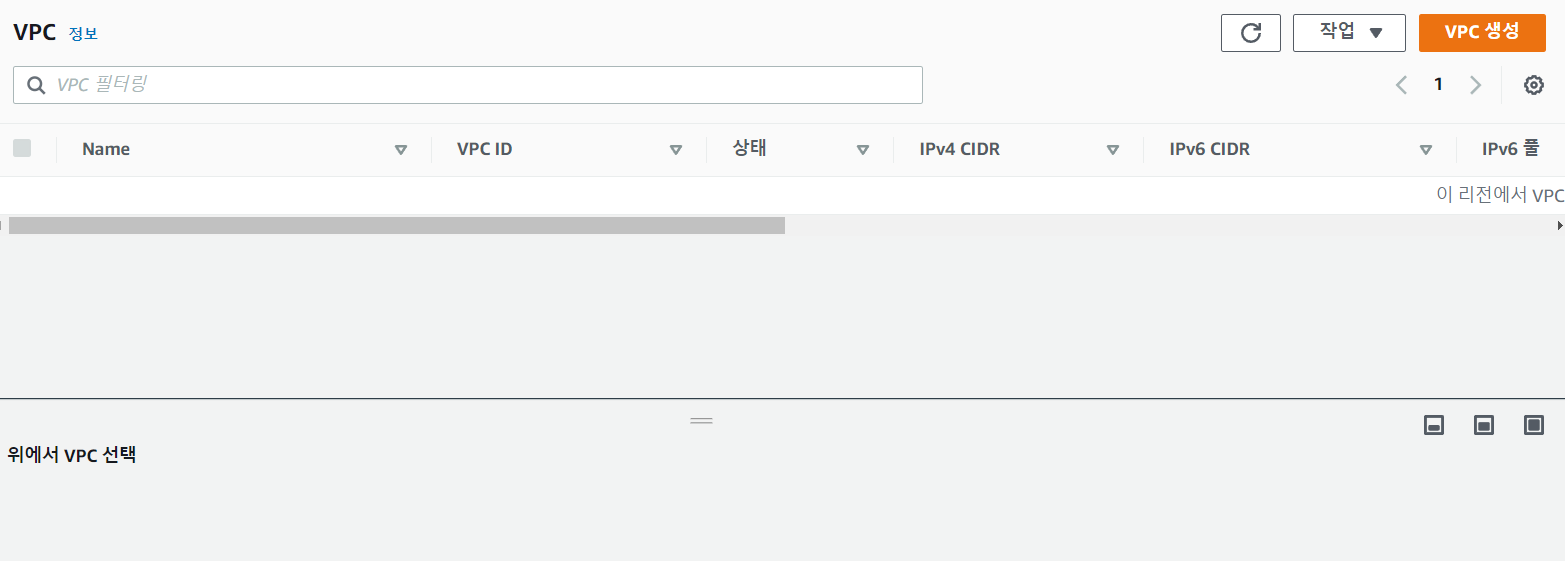 VPC 정보
작업
VPC 생성
VPC 필터링
1
Name VPC ID 상태 IPv4 CIDR IPv6 CIDR IPv6 풀
이 리전에서 VPC
위에서 VPC 선택